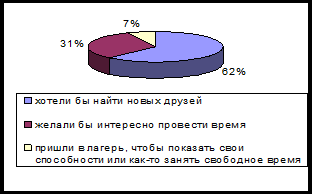 7%
31%
62%
хотели бы найти новых друзей
желали бы интересно провести время
пришли в лагерь, чтобы показать свои
способности или как-то занять свободное время